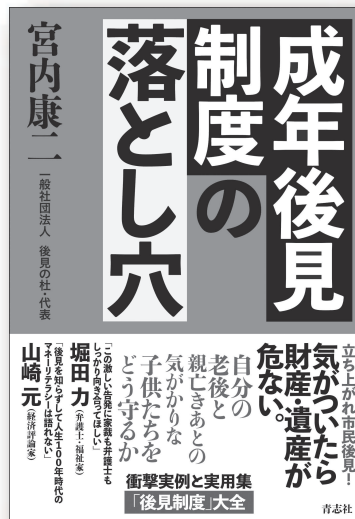 成年後見
制度の
落とし穴
宮内康二
一般社団法人 後見の杜・代表
立ち上がれ市民後見!
気がついたら
財産・遺産が
危ない。
自分の
老後と
親亡きあとの
気がかりな
子供たちを
どう守るか
「この激しい告発に家裁も弁護士も
しっかり向き合ってほしい」
堀田 力(弁護士・福祉家)
「後見を知らずして人生100年時代の
マネーリテラシーは語れない」
山崎 元(経済評論家)
衝撃実例と実用集
「後見制度」大全
青志社